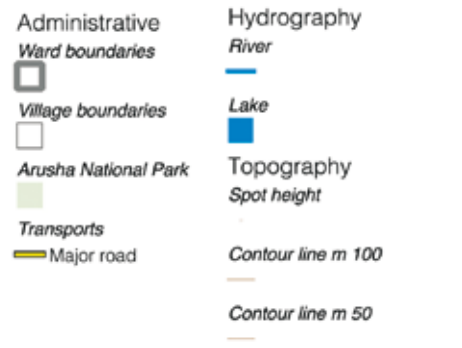 Administrative
Ward boundaries
Village boundaries
Arusha National Park
Transports
Major road
Hydrography
River
Lake
Topography
Spot height
Contour line m 100
Contour line m 50